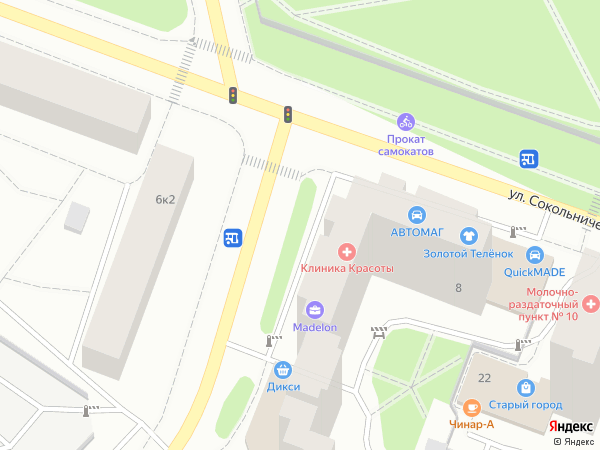 Прокат
самокатов
6к2
ул. Сокольниче
АВТОМАГ
Золотой Телёнок
QuickMADE
Клиника Красоты
8
Молочно-
раздаточный
пункт № 10
Madelon
Дикси
22
Старый город
Чинар-А
Яндекс
© Яндекс